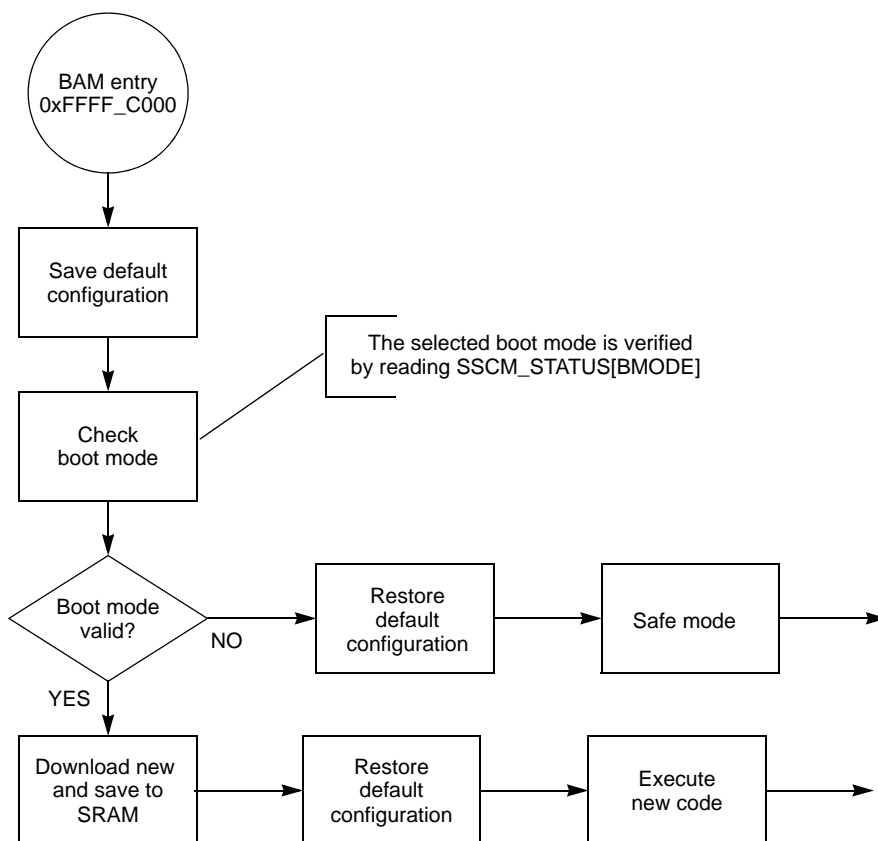 BAM entry
0xFFFF_C000
Save default
configuration
The selected boot mode is verified
by reading SSCM_STATUS[BMODE]
Check
boot mode
Boot mode
valid?
NO
YES
Restore
default
configuration
Safe mode
Download new
and save to
SRAM
Restore
default
configuration
Execute
new code